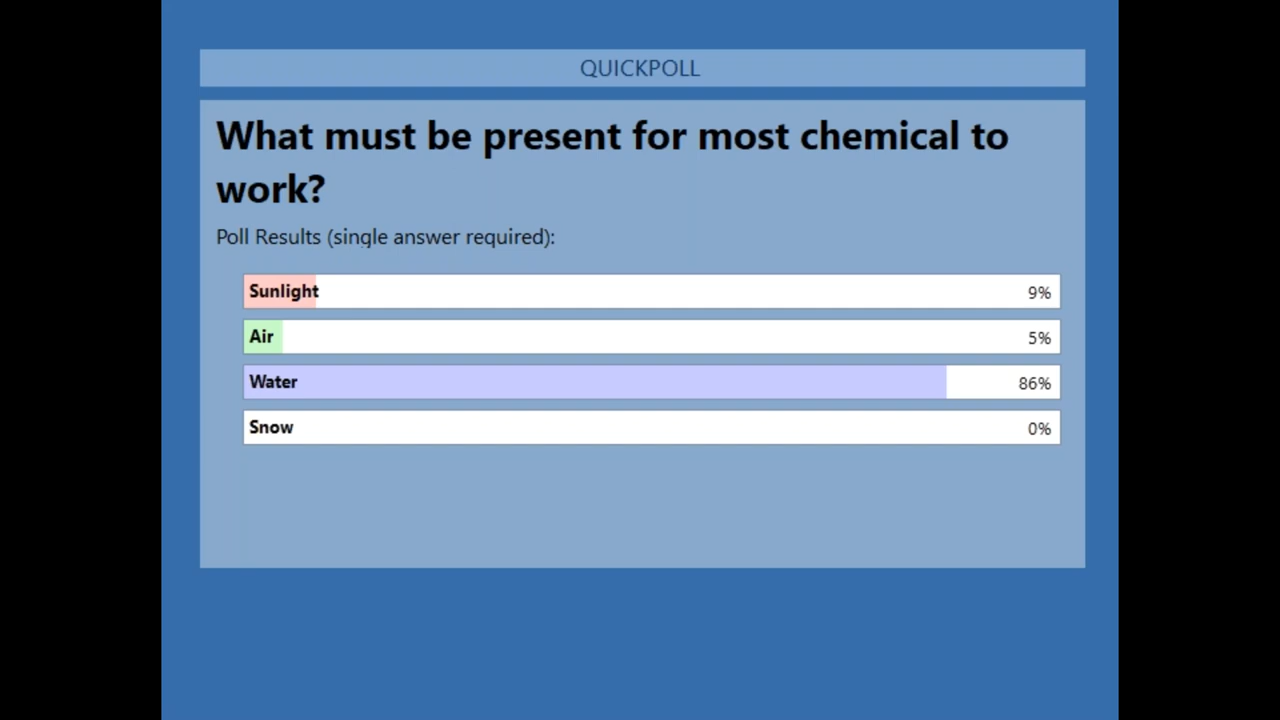 QUICKPOLL
What must be present for most chemical to
work?
Poll Results (single answer required):
Sunlight 9%
Air 5%
Water 86%
Snow 0%